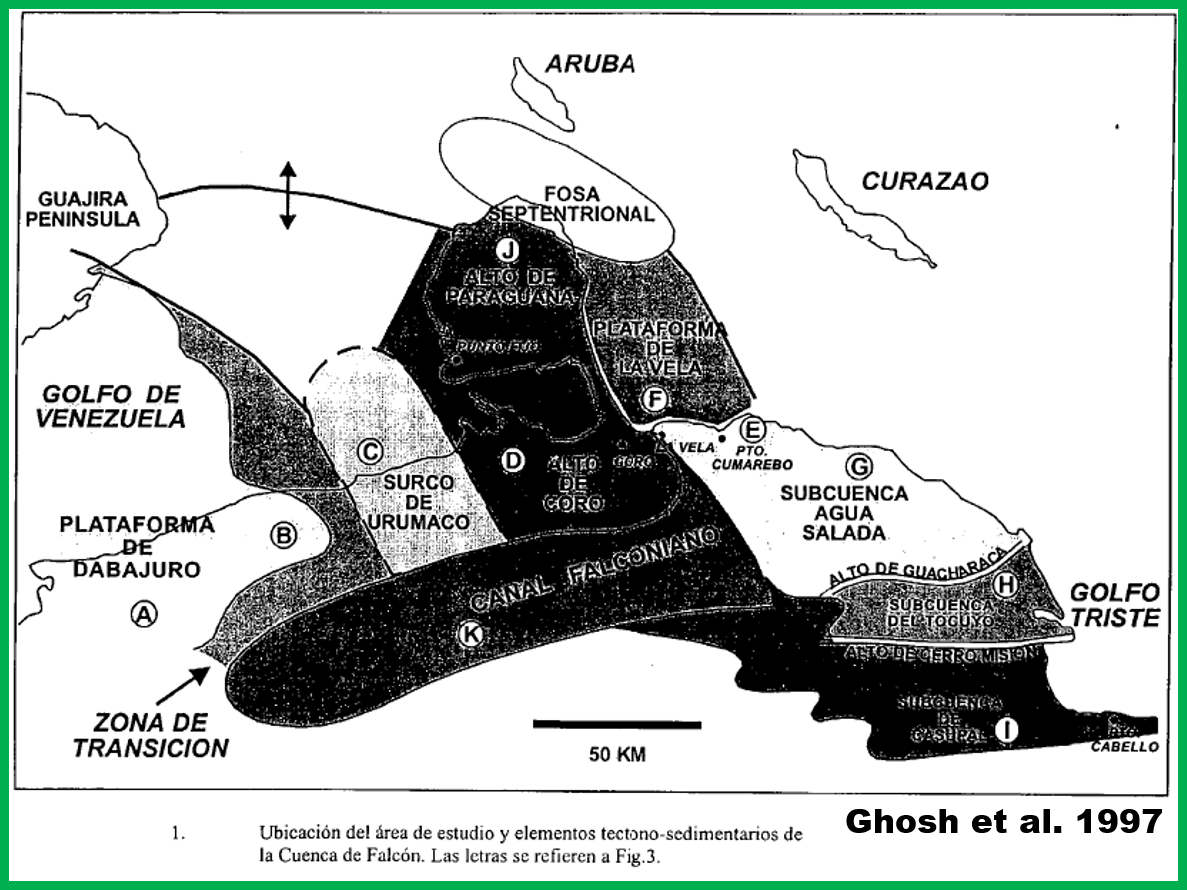 ARUBA
CURAZAO
GUAJIRA
PENINSULA
FOSA
SEPTENTRIONAL
J
ALTO DE
PARAGUANA
PLATAFORMA
DE
LA VELA
PUNTO FIJO
F
GOLFO DE
VENEZUELA
C
SURCO
DE
URUMACO
D
ALTO
DE
CORO
CORO
LA VELA
E
PTO.
CUMAREBO
G
SUBCUENCA
AGUA
SALADA
PLATAFORMA
DE
DABAJURO
B
A
CANAL FALCONIANO
K
ALTO DE GUACHARACA
H
SUBCUENCA
DEL TOCUYO
GOLFO
TRISTE
ALTO DE CERRO MISION
SUBCUENCA
DE
CASUPAL
I
CABELLO
ZONA DE
TRANSICION
50 KM
Ghosh et al. 1997
1. Ubicación del área de estudio y elementos tectono-sedimentarios de
la Cuenca de Falcón. Las letras se refieren a Fig.3.